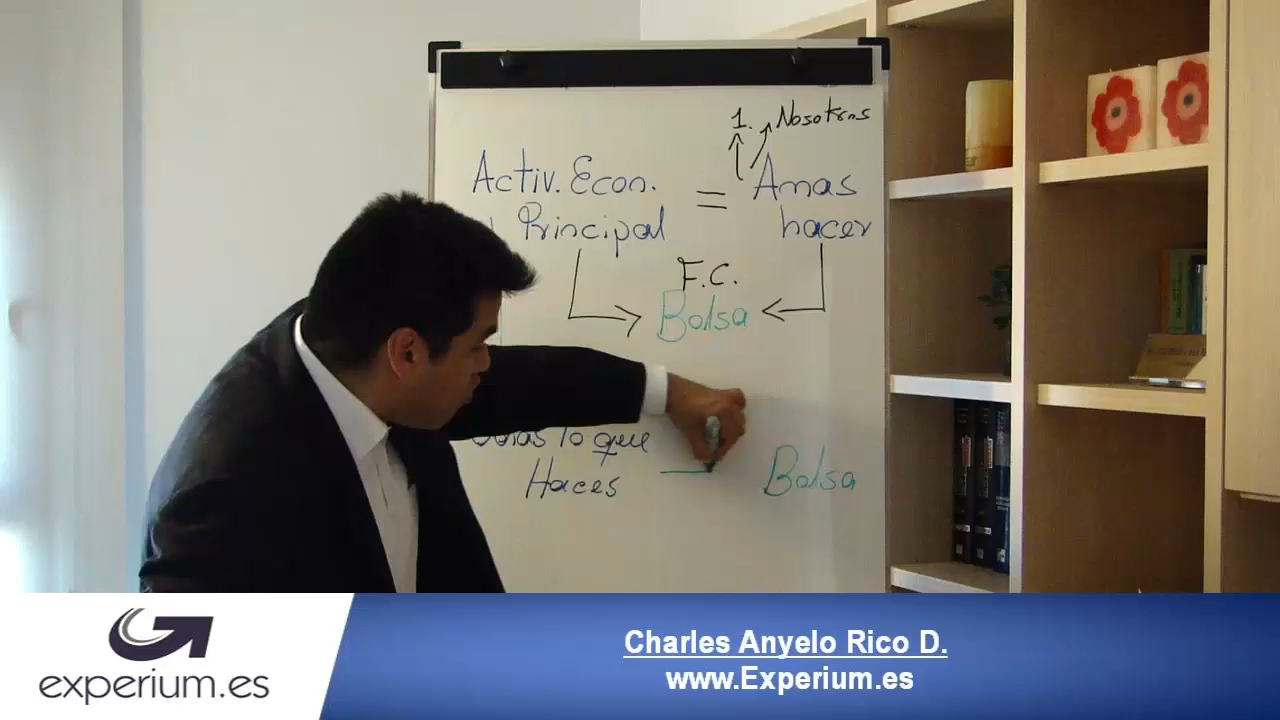 1. Nosotros
Activ. Econ. = Amas
Principal hacer
F.C.
Bolsa
lo que
Haces Bolsa
experium.es
Charles Anyelo Rico D.
www.Experium.es